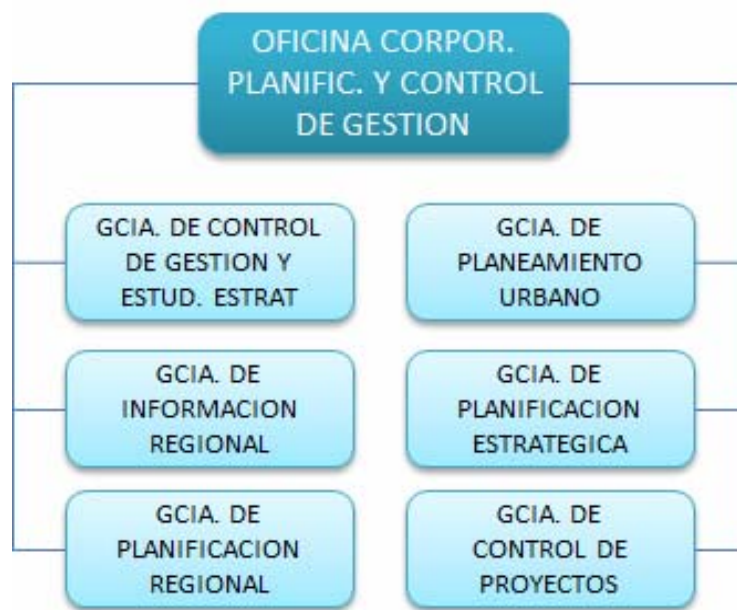 OFICINA CORPOR.
PLANIFIC. Y CONTROL
DE GESTION
GCIA. DE CONTROL
DE GESTION Y
ESTUD. ESTRAT
GCIA. DE
PLANEAMIENTO
URBANO
GCIA. DE
INFORMACION
REGIONAL
GCIA. DE
PLANIFICACION
ESTRATEGICA
GCIA. DE
PLANIFICACION
REGIONAL
GCIA. DE
CONTROL DE
PROYECTOS